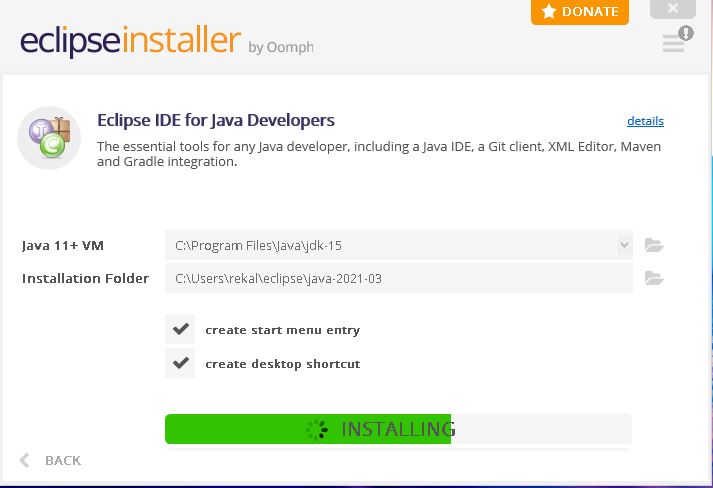 DONATE
eclipseinstaller by Oomph
Eclipse IDE for Java Developers details
The essential tools for any Java developer, including a Java IDE, a Git client, XML Editor, Maven
and Gradle integration.
Java 11+ VM C:\Program Files\Java\jdk-15
Installation Folder C:\Users\rekal\eclipse\java-2021-03
create start menu entry
create desktop shortcut
INSTALLING
BACK